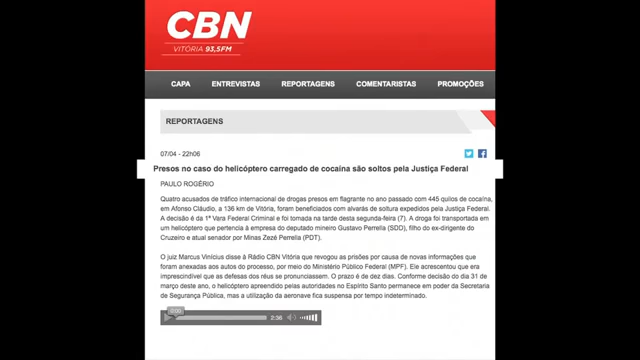 CBN
VITÓRIA 93,5FM
CAPA ENTREVISTAS REPORTAGENS COMENTARISTAS PROMOÇÕES
REPORTAGENS
07/04 - 22h06
Presos no caso do helicóptero carregado de cocaína são soltos pela Justiça Federal
PAULO ROGÉRIO
Quatro acusados de tráfico internacional de drogas presos em flagrante no ano passado com 445 quilos de cocaína,
em Afonso Cláudio, a 136 km de Vitória, foram beneficiados com alvarás de soltura expedidos pela Justiça Federal.
A decisão é da 1ª Vara Federal Criminal e foi tomada na tarde desta segunda-feira (7). A droga foi transportada em
um helicóptero que pertencia à empresa do deputado mineiro Gustavo Perrella (SDD), filho do ex-dirigente do
Cruzeiro e atual senador por Minas Zezé Perrella (PDT).
O juiz Marcus Vinícius disse à Rádio CBN Vitória que revogou as prisões por causa de novas informações que
foram anexadas aos autos do processo, por meio do Ministério Público Federal (MPF). Ele acrescentou que era
imprescindível que as defesas dos réus se pronunciassem. O prazo é de dez dias. Conforme decisão do dia 31 de
março deste ano, o helicóptero apreendido pelas autoridades no Espírito Santo permanece em poder da Secretaria
de Segurança Pública, mas a utilização da aeronave fica suspensa por tempo indeterminado.
0:00
2:36